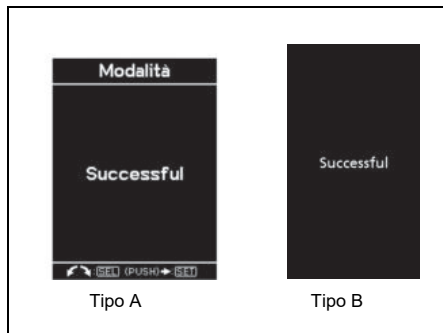 Modalità
Successful
SEL (PUSH)➔ SET
Successful
Tipo A
Tipo B